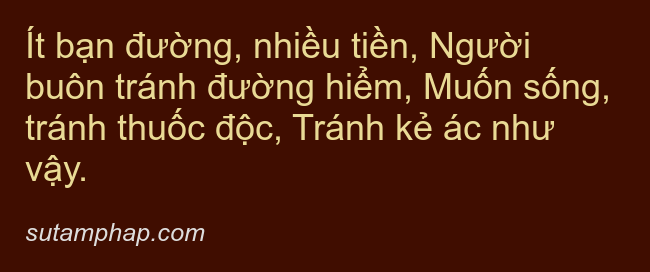 Ít bạn đường, nhiều tiền, Người
buôn tránh đường hiểm, Muốn sống,
tránh thuốc độc, Tránh kẻ ác như
vậy.
sutamphap.com